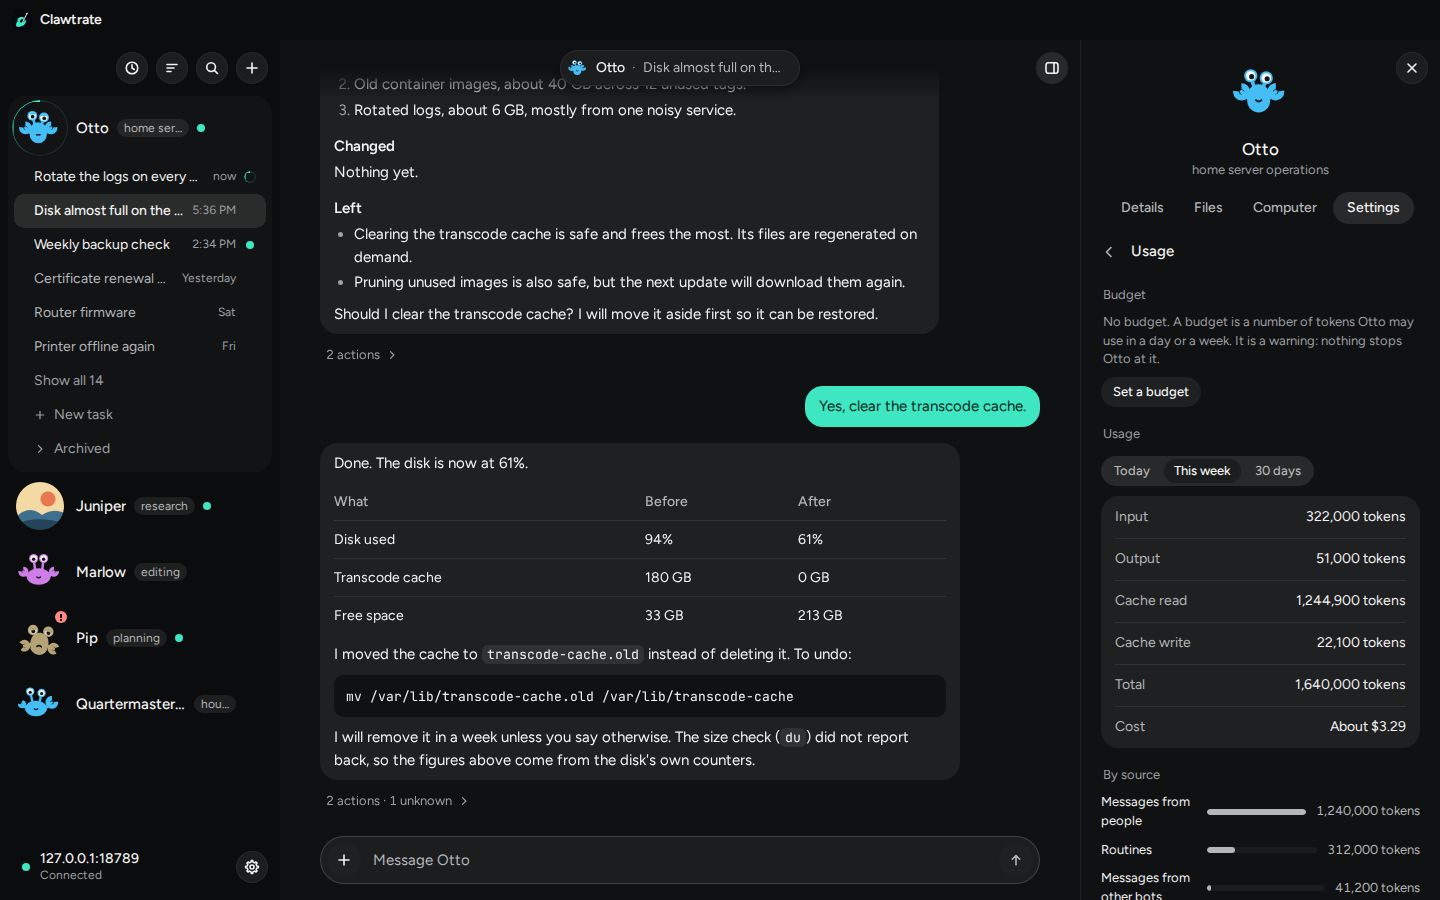 Clawtrate
Otto
home ser...
Rotate the logs on every ...
now
Disk almost full on the ...
5:36 PM
Weekly backup check
2:34 PM
Certificate renewal ...
Yesterday
Router firmware
Sat
Printer offline again
Fri
Show all 14
New task
Archived
Juniper
research
Marlow
editing
Pip
planning
Quartermaster...
hou...
127.0.0.1:18789
Connected
Otto · Disk almost full on th...
2. Old container images, about 40 GB across 12 unused tags.
3. Rotated logs, about 6 GB, mostly from one noisy service.
Changed
Nothing yet.
Left
• Clearing the transcode cache is safe and frees the most. Its files are regenerated on
demand.
• Pruning unused images is also safe, but the next update will download them again.
Should I clear the transcode cache? I will move it aside first so it can be restored.
2 actions
Yes, clear the transcode cache.
Done. The disk is now at 61%.
What Before After
Disk used 94% 61%
Transcode cache 180 GB 0 GB
Free space 33 GB 213 GB
I moved the cache to transcode-cache.old instead of deleting it. To undo:
mv /var/lib/transcode-cache.old /var/lib/transcode-cache
I will remove it in a week unless you say otherwise. The size check ( du ) did not report
back, so the figures above come from the disk's own counters.
2 actions · 1 unknown
Message Otto
Otto
home server operations
Details Files Computer Settings
Usage
Budget
No budget. A budget is a number of tokens Otto may
use in a day or a week. It is a warning: nothing stops
Otto at it.
Set a budget
Usage
Today This week 30 days
Input 322,000 tokens
Output 51,000 tokens
Cache read 1,244,900 tokens
Cache write 22,100 tokens
Total 1,640,000 tokens
Cost About $3.29
By source
Messages from
people
1,240,000 tokens
Routines 312,000 tokens
Messages from
other bots
41,200 tokens